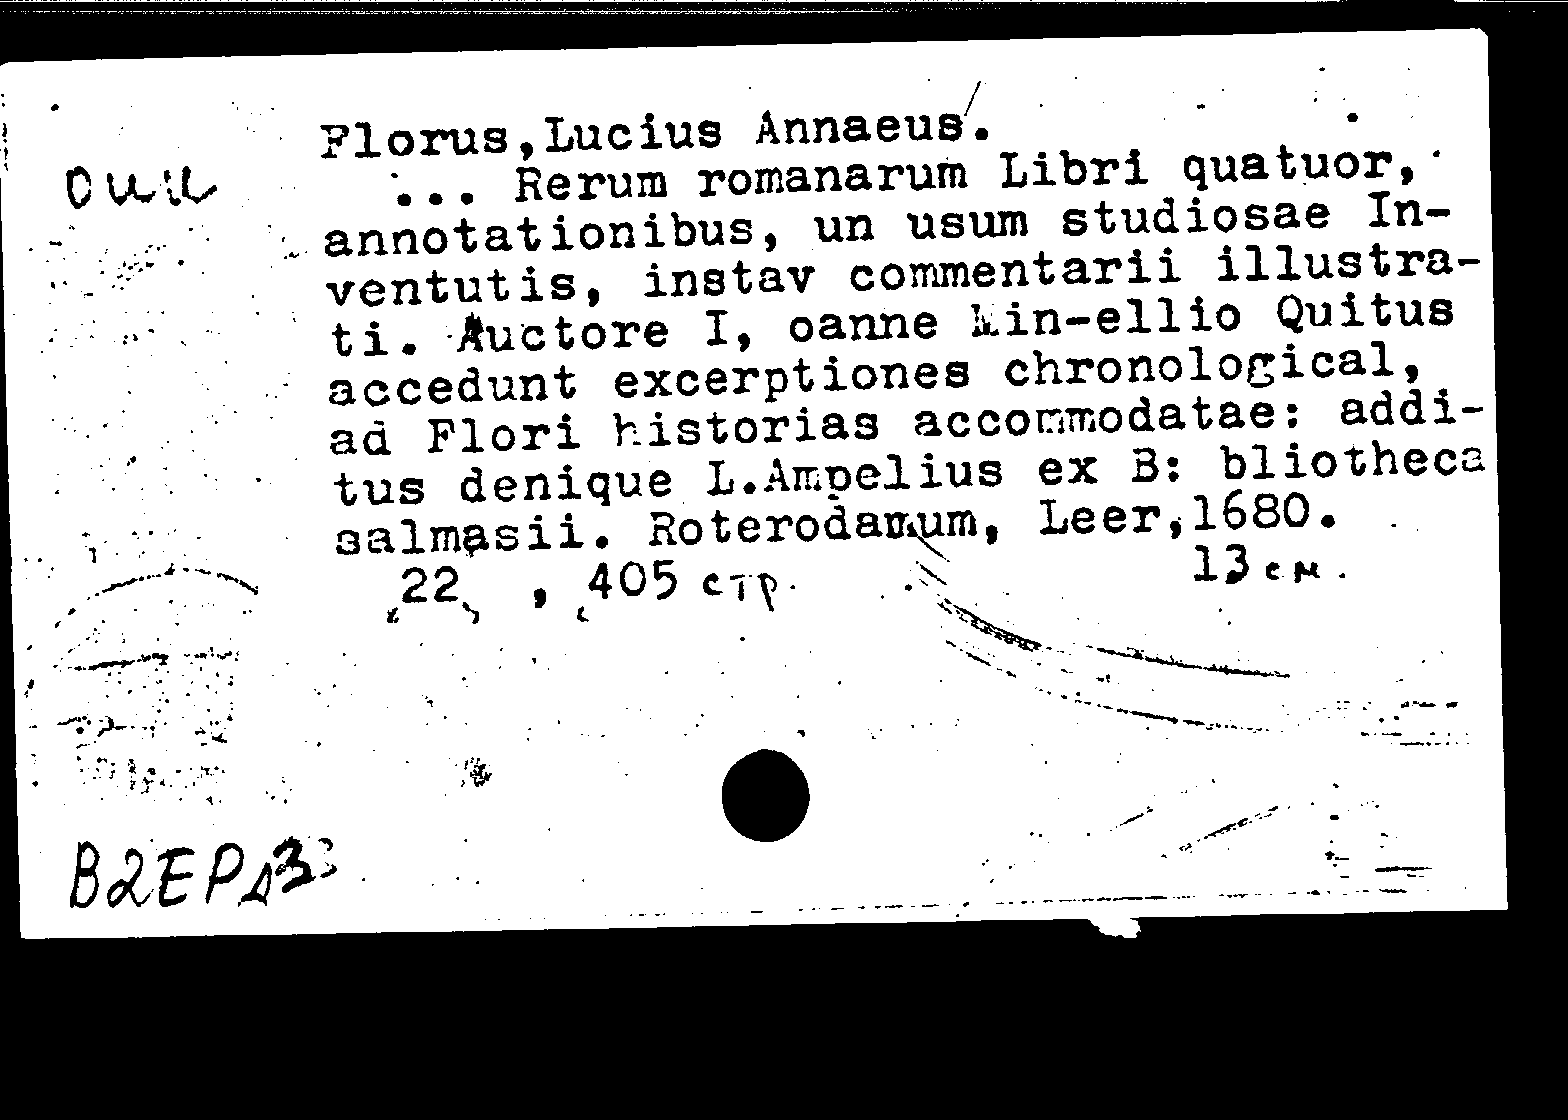 Florus,Lucius Annaeus.
... Rerum romanarum Libri quatuor,
annotationibus, un usum studiosae In-
ventutis, instav commentarii illustra-
ti. Auctore I, oanne Min-ellio Quitus
accedunt excerptiones chronological,
ad Flori historias accommodatae: addi-
tus denique L.Ampelius ex B: bliotheca
salmasii. Roterodamum, Leer,1680.
22 , 405 стр. 13 см.